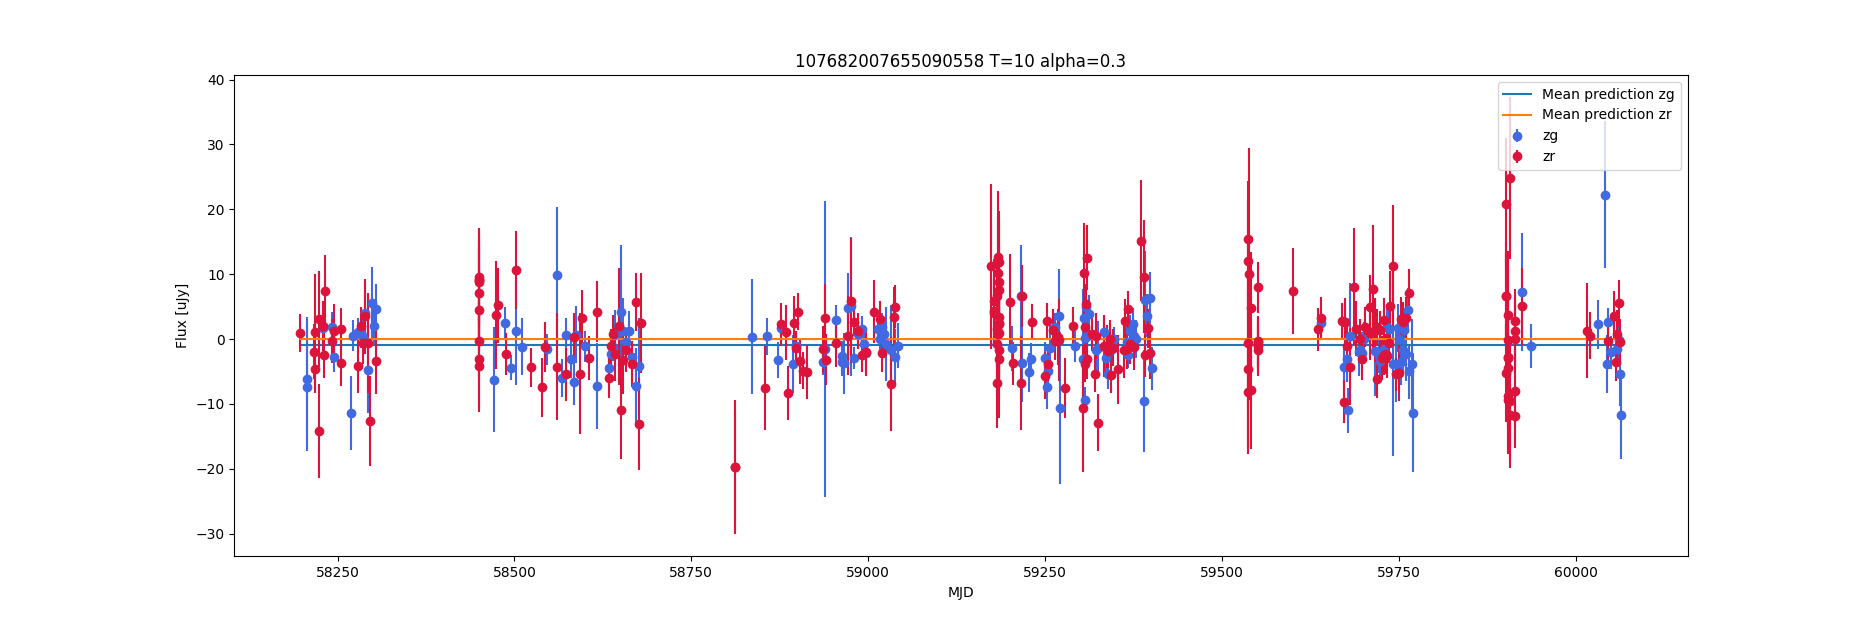 107682007655090558 T=10 alpha=0.3
Flux [uJy]
40
30
20
10
0
−10
−20
−30
Mean prediction zg
Mean prediction zr
zg
zr
58250 58500 58750 59000 59250 59500 59750 60000
MJD